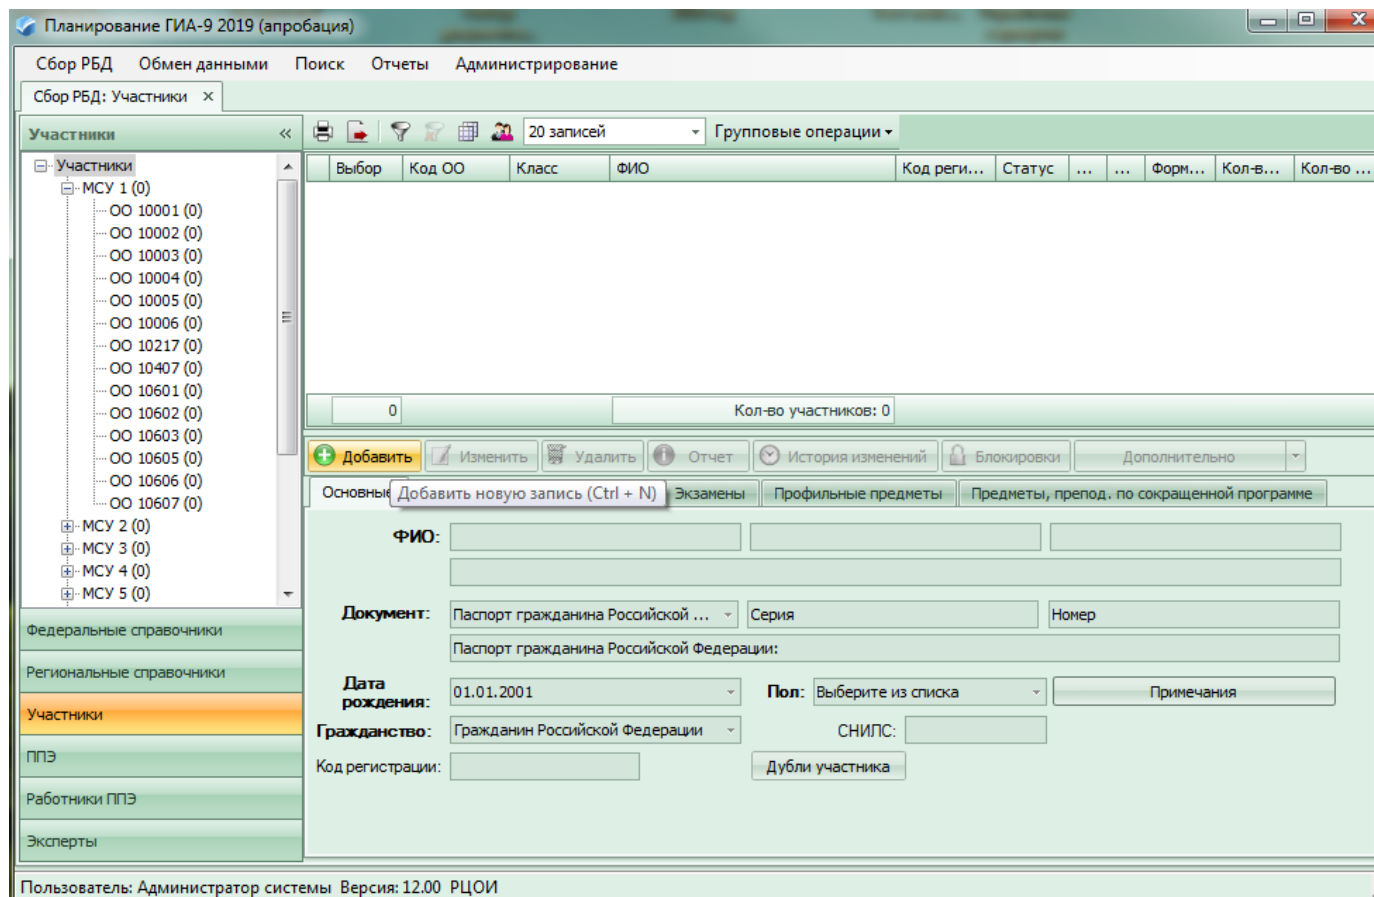 Планирование ГИА-9 2019 (апробация)
Сбор РБД Обмен данными Поиск Отчеты Администрирование
Сбор РБД: Участники
Участники
20 записей Групповые операции
Участники
МСУ 1 (0)
ОО 10001 (0)
ОО 10002 (0)
ОО 10003 (0)
ОО 10004 (0)
ОО 10005 (0)
ОО 10006 (0)
ОО 10217 (0)
ОО 10407 (0)
ОО 10601 (0)
ОО 10602 (0)
ОО 10603 (0)
ОО 10605 (0)
ОО 10606 (0)
ОО 10607 (0)
МСУ 2 (0)
МСУ 3 (0)
МСУ 4 (0)
МСУ 5 (0)
Федеральные справочники
Региональные справочники
Участники
ППЭ
Работники ППЭ
Эксперты
Выбор Код ОО Класс ФИО Код реги... Статус ... ... Форм... Кол-в... Кол-во ...
0 Кол-во участников: 0
Добавить Изменить Удалить Отчет История изменений Блокировки Дополнительно
Основные Добавить новую запись (Ctrl + N) Экзамены Профильные предметы Предметы, препод. по сокращенной программе
ФИО:
Документ: Паспорт гражданина Российской ... Серия Номер
Паспорт гражданина Российской Федерации:
Дата рождения: 01.01.2001 Пол: Выберите из списка Примечания
Гражданство: Гражданин Российской Федерации СНИЛС:
Код регистрации: Дубли участника
Пользователь: Администратор системы Версия: 12.00 РЦОИ